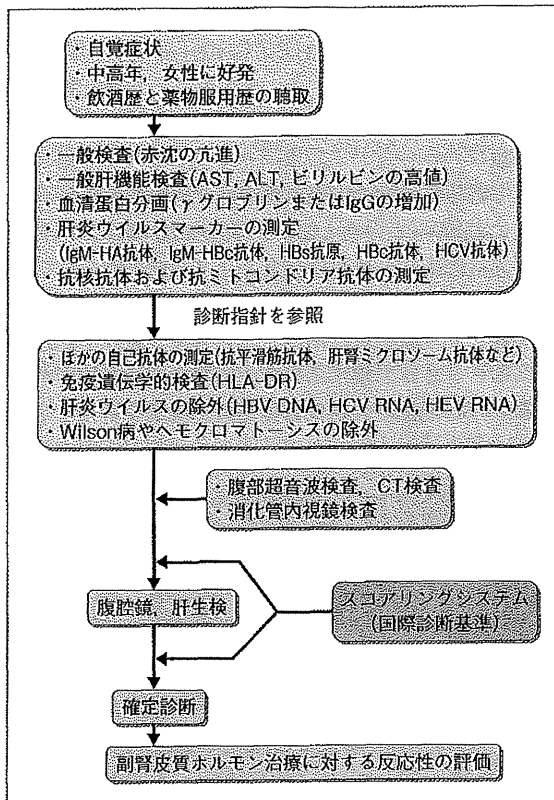 ・自覚症状
・中高年，女性に好発
・飲酒歴と薬物服用歴の聴取
・一般検査(赤沈の亢進)
・一般肝機能検査(AST, ALT, ビリルビンの高値)
・血清蛋白分画(γグロブリンまたはIgGの増加)
・肝炎ウイルスマーカーの測定
(IgM-HA抗体，IgM-HBc抗体，HBs抗原，HBc抗体，HCV抗体)
・抗核抗体および抗ミトコンドリア抗体の測定
診断指針を参照
・ほかの自己抗体の測定(抗平滑筋抗体，肝腎ミクロソーム抗体など)
・免疫遺伝学的検査(HLA-DR)
・肝炎ウイルスの除外(HBV DNA, HCV RNA, HEV RNA)
・Wilson病やヘモクロマトーシスの除外
・腹部超音波検査，CT検査
・消化管内視鏡検査
腹腔鏡，肝生検
スコアリングシステム
(国際診断基準)
確定診断
副腎皮質ホルモン治療に対する反応性の評価